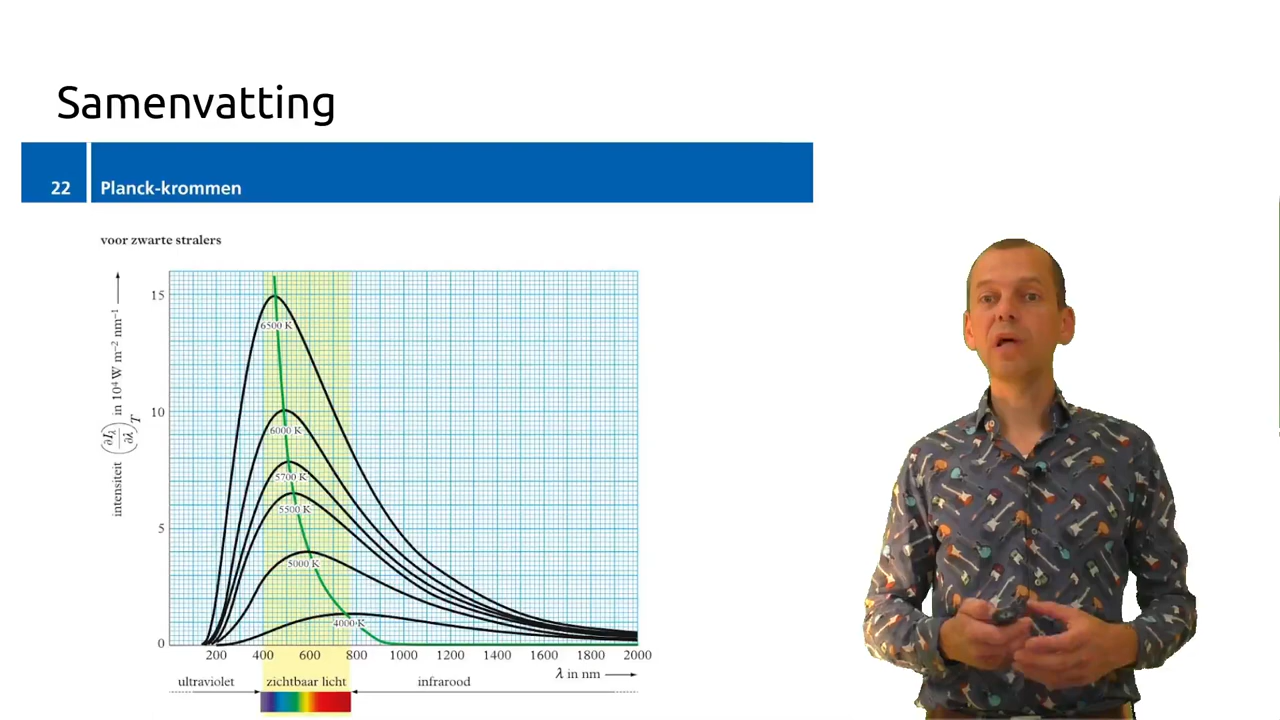 Samenvatting
22 Planck-krommen
voor zwarte stralers
intensiteit (∂Iλ/∂λ)T in 10⁴ W m⁻² nm⁻¹
15
10
5
0
6500 K
6000 K
5700 K
5500 K
5000 K
4000 K
200 400 600 800 1000 1200 1400 1600 1800 2000
λ in nm
ultraviolet zichtbaar licht infrarood